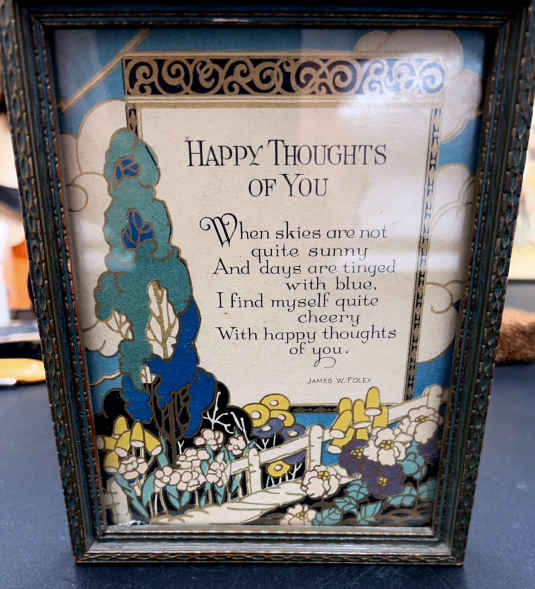 HAPPY THOUGHTS
OF YOU
When skies are not
quite sunny
And days are tinged
with blue,
I find myself quite
cheery
With happy thoughts
of you.
JAMES W. FOLEY